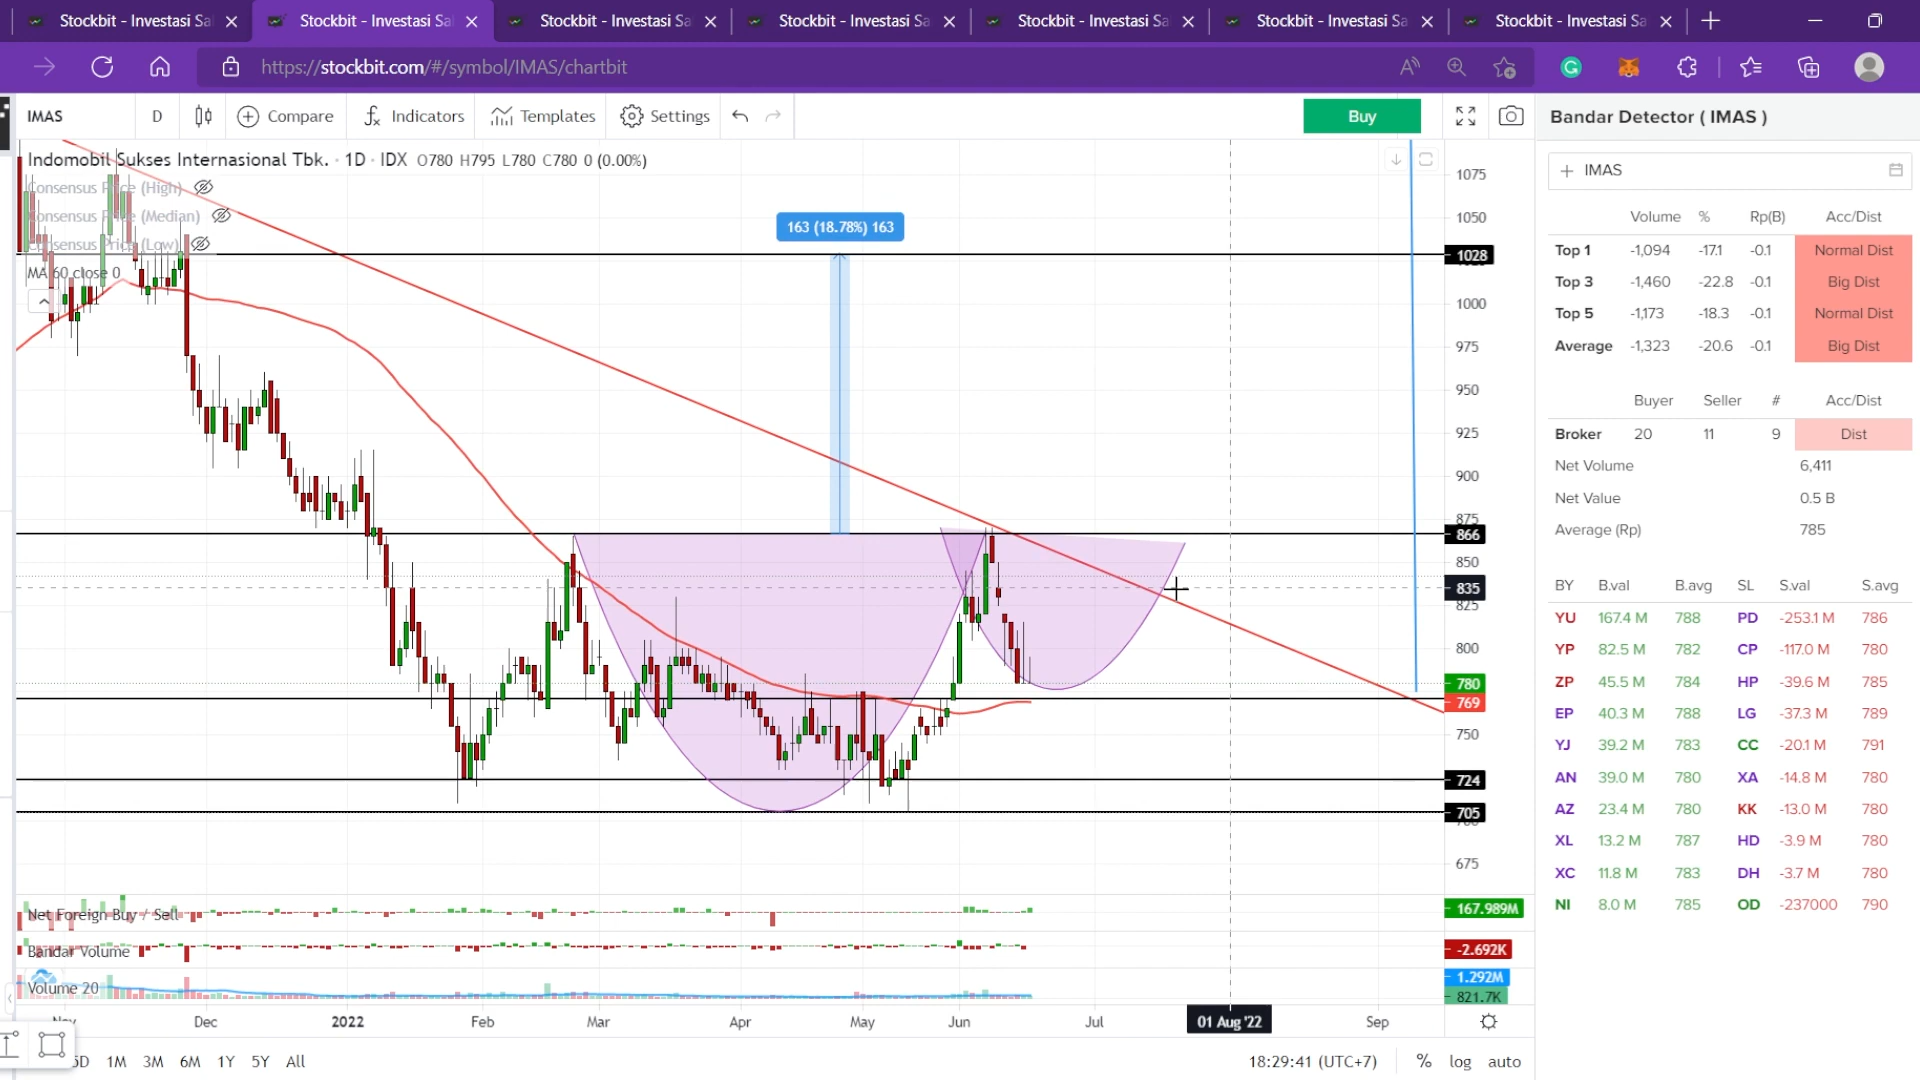 Stockbit - Investasi Sa
Stockbit - Investasi Sa
Stockbit - Investasi Sa
Stockbit - Investasi Sa
Stockbit - Investasi Sa
Stockbit - Investasi Sa
Stockbit - Investasi Sa
https://stockbit.com/#/symbol/IMAS/chartbit
IMAS D Compare Indicators Templates Settings Buy
Indomobil Sukses Internasional Tbk. · 1D · IDX O780 H795 L780 C780 0 (0.00%)
Consensus Price (High)
Consensus Price (Median)
Consensus Price (Low)
MA 60 close 0
163 (18.78%) 163
1075
1050
1028
1000
975
950
925
900
875
866
850
835
825
800
780
769
750
724
705
675
Net Foreign Buy / Sell
167.989M
Bandar Volume
-2.692K
Volume 20
1.292M
821.7K
Nov Dec 2022 Feb Mar Apr May Jun Jul 01 Aug '22 Sep
5D 1M 3M 6M 1Y 5Y All
18:29:41 (UTC+7) % log auto
Bandar Detector ( IMAS )
IMAS
Volume % Rp(B) Acc/Dist
Top 1 -1,094 -17.1 -0.1 Normal Dist
Top 3 -1,460 -22.8 -0.1 Big Dist
Top 5 -1,173 -18.3 -0.1 Normal Dist
Average -1,323 -20.6 -0.1 Big Dist
Buyer Seller # Acc/Dist
Broker 20 11 9 Dist
Net Volume 6,411
Net Value 0.5 B
Average (Rp) 785
BY B.val B.avg SL S.val S.avg
YU 167.4 M 788 PD -253.1 M 786
YP 82.5 M 782 CP -117.0 M 780
ZP 45.5 M 784 HP -39.6 M 785
EP 40.3 M 788 LG -37.3 M 789
YJ 39.2 M 783 CC -20.1 M 791
AN 39.0 M 780 XA -14.8 M 780
AZ 23.4 M 780 KK -13.0 M 780
XL 13.2 M 787 HD -3.9 M 780
XC 11.8 M 783 DH -3.7 M 780
NI 8.0 M 785 OD -237000 790